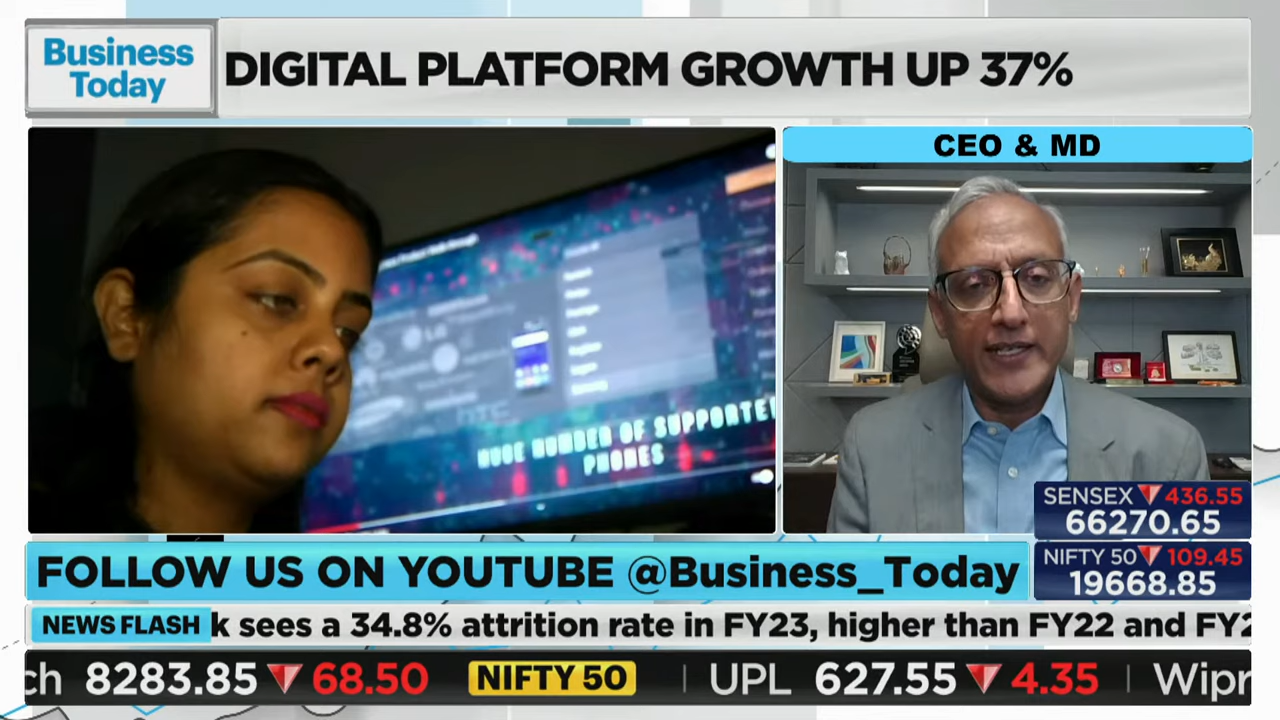 Business
Today
DIGITAL PLATFORM GROWTH UP 37%
CEO & MD
HUGE NUMBER OF SUPPORTED
PHONES
SENSEX 436.55
66270.65
FOLLOW US ON YOUTUBE @Business_Today
NIFTY 50 109.45
19668.85
NEWS FLASH k sees a 34.8% attrition rate in FY23, higher than FY22 and FY2
ch 8283.85 68.50 NIFTY 50 UPL 627.55 4.35 Wipr